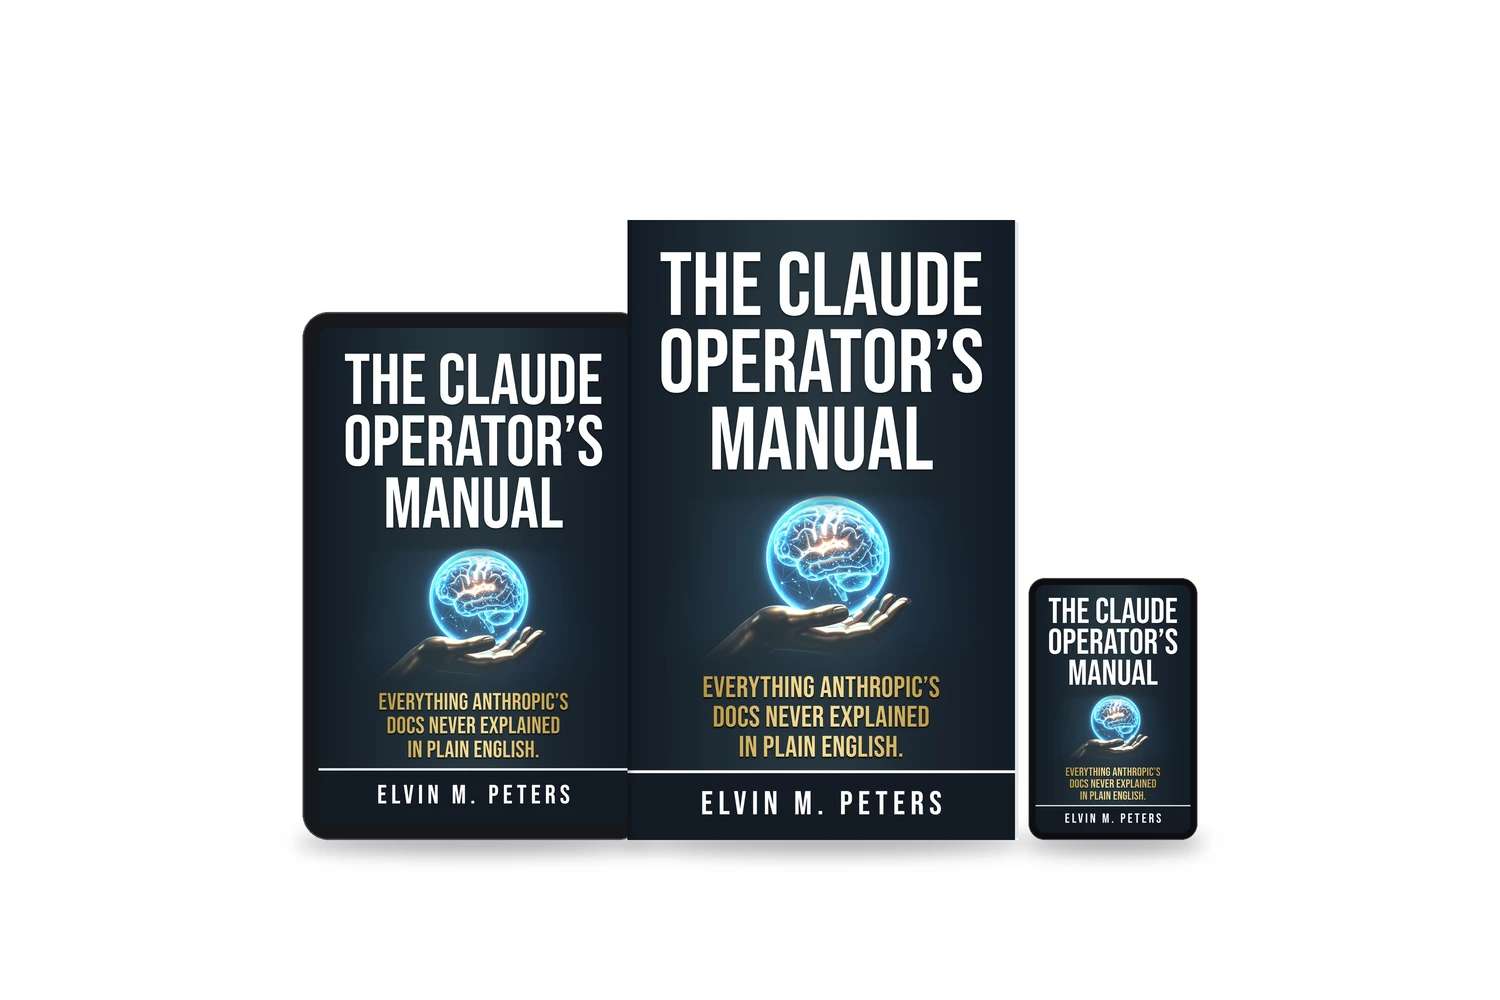 THE CLAUDE
OPERATOR'S
MANUAL
EVERYTHING ANTHROPIC'S
DOCS NEVER EXPLAINED
IN PLAIN ENGLISH.
ELVIN M. PETERS
THE CLAUDE
OPERATOR'S
MANUAL
EVERYTHING ANTHROPIC'S
DOCS NEVER EXPLAINED
IN PLAIN ENGLISH.
ELVIN M. PETERS
THE CLAUDE
OPERATOR'S
MANUAL
EVERYTHING ANTHROPIC'S
DOCS NEVER EXPLAINED
IN PLAIN ENGLISH.
ELVIN M. PETERS